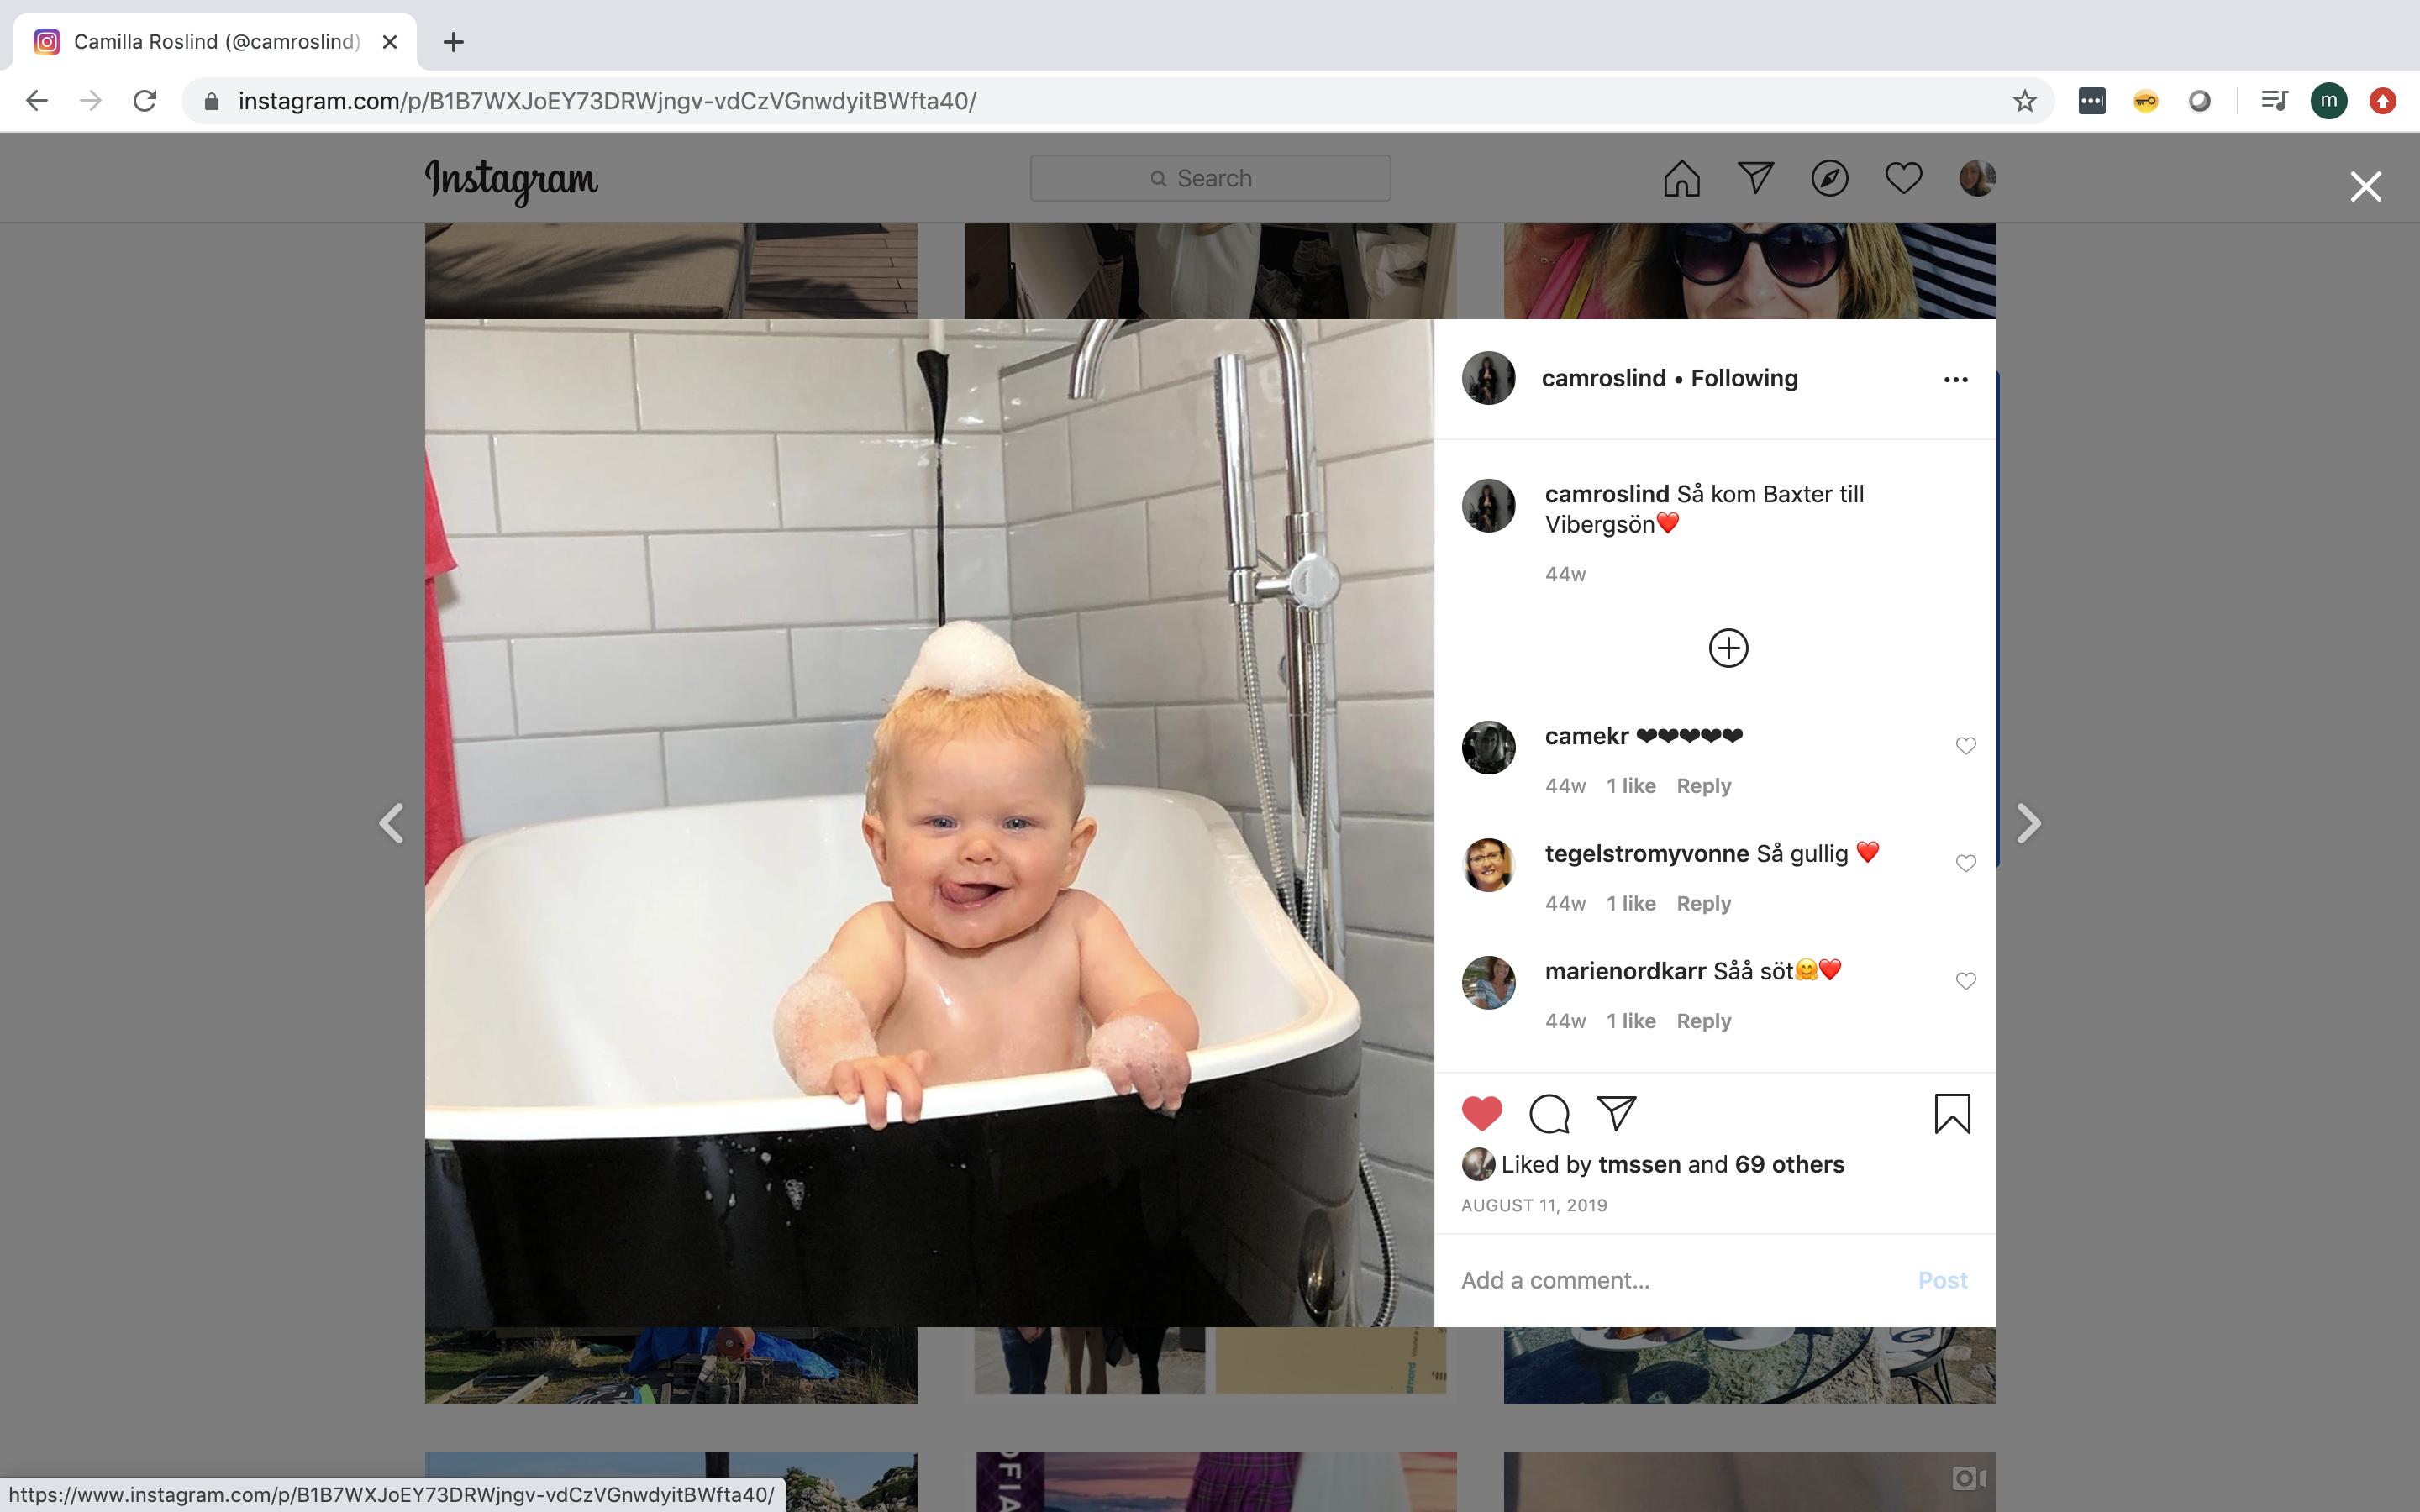 Camilla Roslind (@camroslind)
instagram.com/p/B1B7WXJoEY73DRWjngv-vdCzVGnwdyitBWfta40/
m
Instagram
Search
camroslind • Following
camroslind Så kom Baxter till
Vibergsön❤️
44w
camekr ❤❤❤❤❤
44w 1 like Reply
tegelstromyvonne Så gullig ❤️
44w 1 like Reply
marienordkarr Såå söt🤗❤️
44w 1 like Reply
Liked by tmssen and 69 others
AUGUST 11, 2019
Add a comment... Post
https://www.instagram.com/p/B1B7WXJoEY73DRWjngv-vdCzVGnwdyitBWfta40/